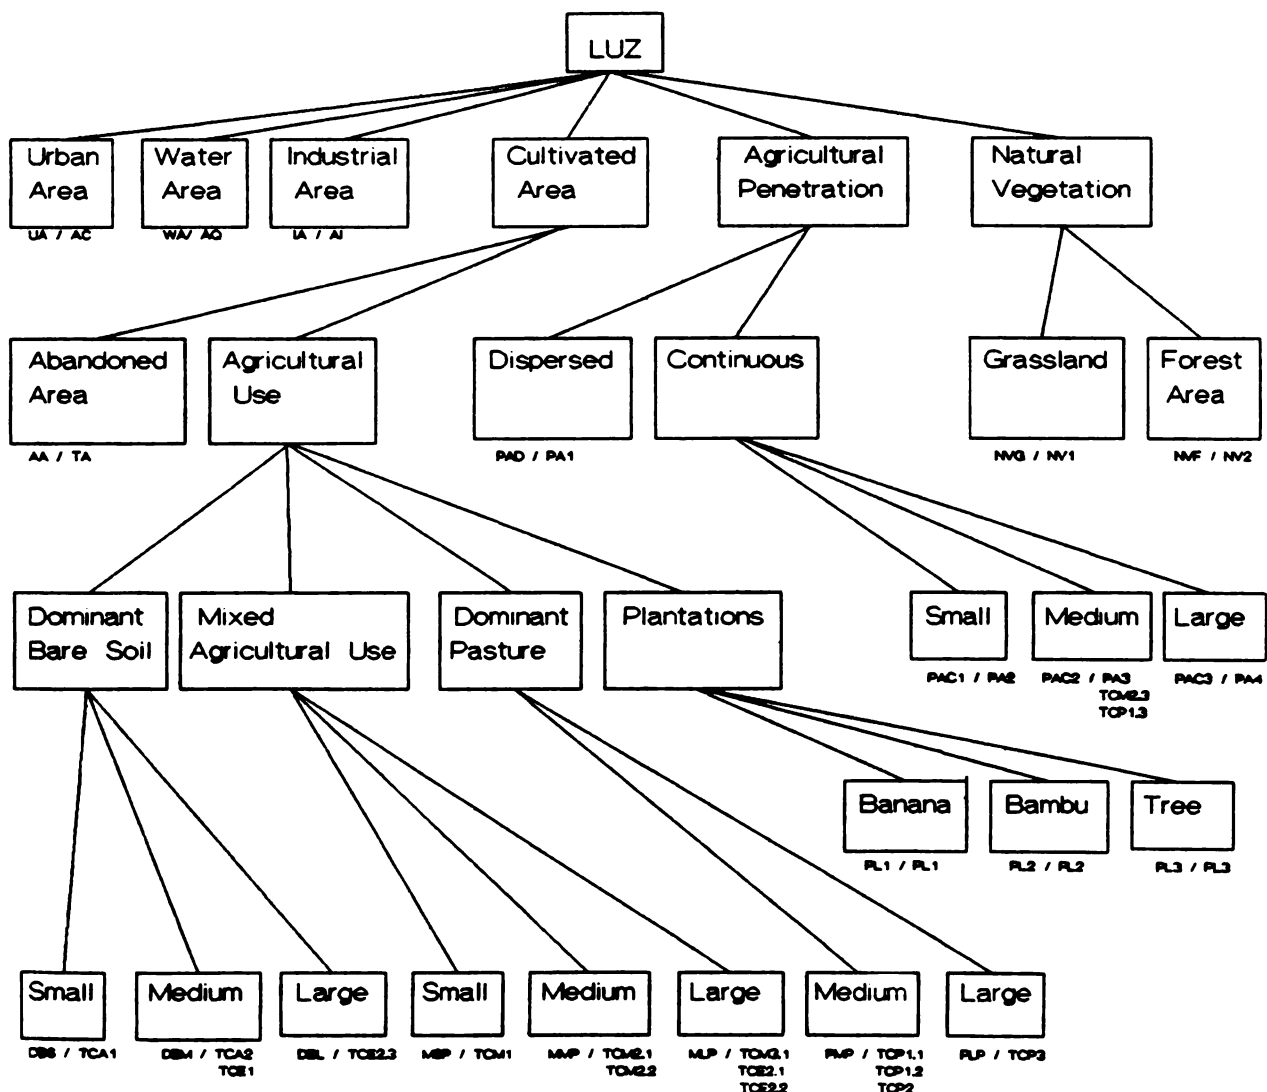 LUZ
Urban
Area
UA / AC
Water
Area
WA/ AQ
Industrial
Area
IA / AI
Cultivated
Area
Agricultural
Penetration
Natural
Vegetation
Abandoned
Area
AA / TA
Agricultural
Use
Dispersed
PAD / PA1
Continuous
Grassland
NVG / NV1
Forest
Area
NVF / NV2
Dominant
Bare Soil
Mixed
Agricultural Use
Dominant
Pasture
Plantations
Small
PAC1 / PA2
Medium
PAC2 / PA3
TCM2.3
TCP1.3
Large
PAC3 / PA4
Banana
PL1 / PL1
Bambu
PL2 / PL2
Tree
PL3 / PL3
Small
DBS / TCA1
Medium
DBM / TCA2
TCE1
Large
DBL / TCE2.3
Small
MSP / TCM1
Medium
MMP / TCM2.1
TCM2.2
Large
MLP / TCM3.1
TCE2.1
TCE2.2
Medium
PMP / TCP1.1
TCP1.2
TCP2
Large
PLP / TCP3